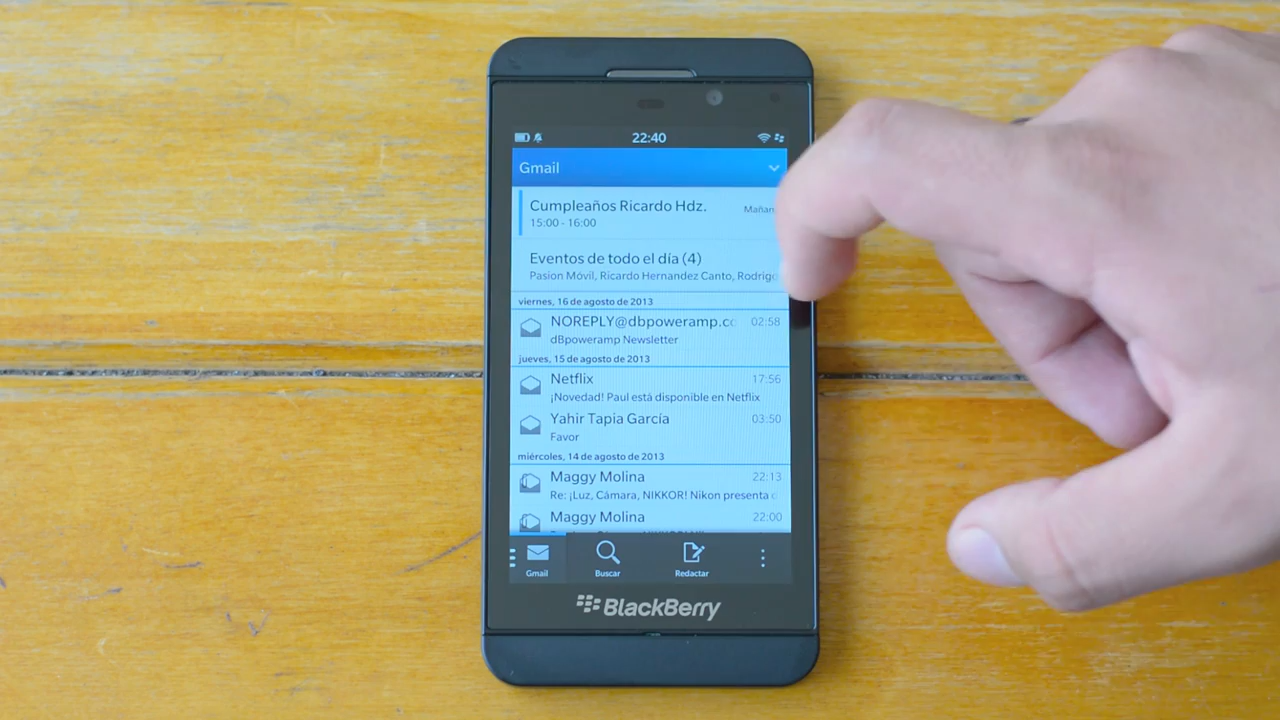 22:40
Gmail
Cumpleaños Ricardo Hdz.
15:00 - 16:00
Eventos de todo el día (4)
Pasion Móvil, Ricardo Hernandez Canto, Rodrigo
viernes, 16 de agosto de 2013
NOREPLY@dbpoweramp.cc 02:58
dBpoweramp Newsletter
jueves, 15 de agosto de 2013
Netflix 17:56
¡Novedad! Paul está disponible en Netflix
Yahir Tapia García 03:50
Favor
miércoles, 14 de agosto de 2013
Maggy Molina 22:13
Re: ¡Luz, Cámara, NIKKOR! Nikon presenta
Maggy Molina 22:00
Gmail Buscar Redactar
BlackBerry